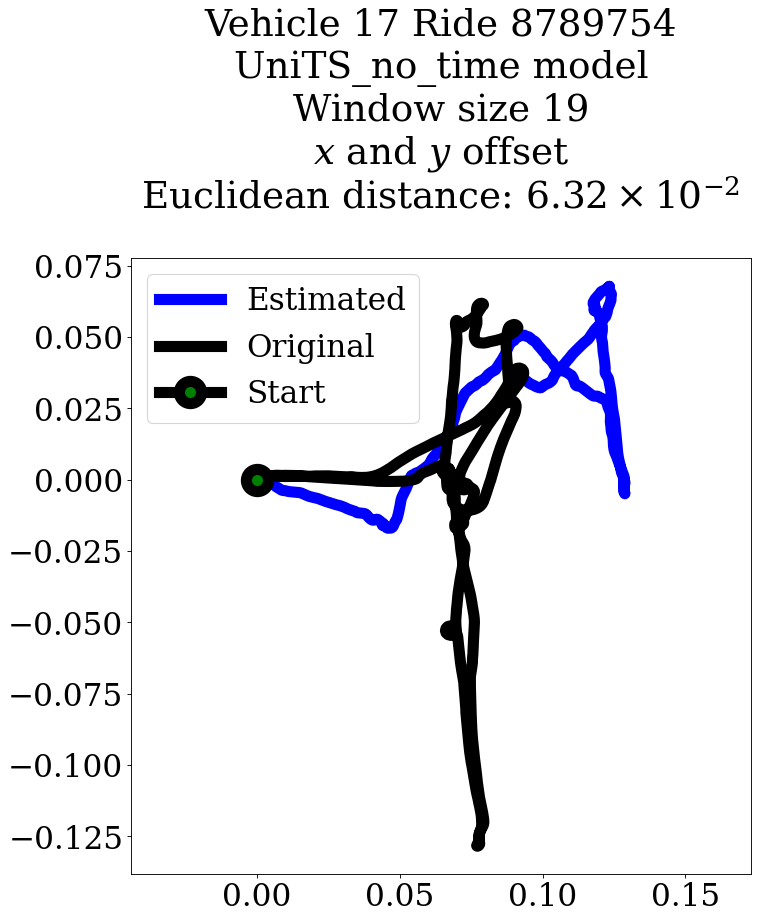 Vehicle 17 Ride 8789754
UniTS_no_time model
Window size 19
x and y offset
Euclidean distance: 6.32 × 10⁻²
Estimated
Original
Start
0.075
0.050
0.025
0.000
−0.025
−0.050
−0.075
−0.100
−0.125
0.00 0.05 0.10 0.15